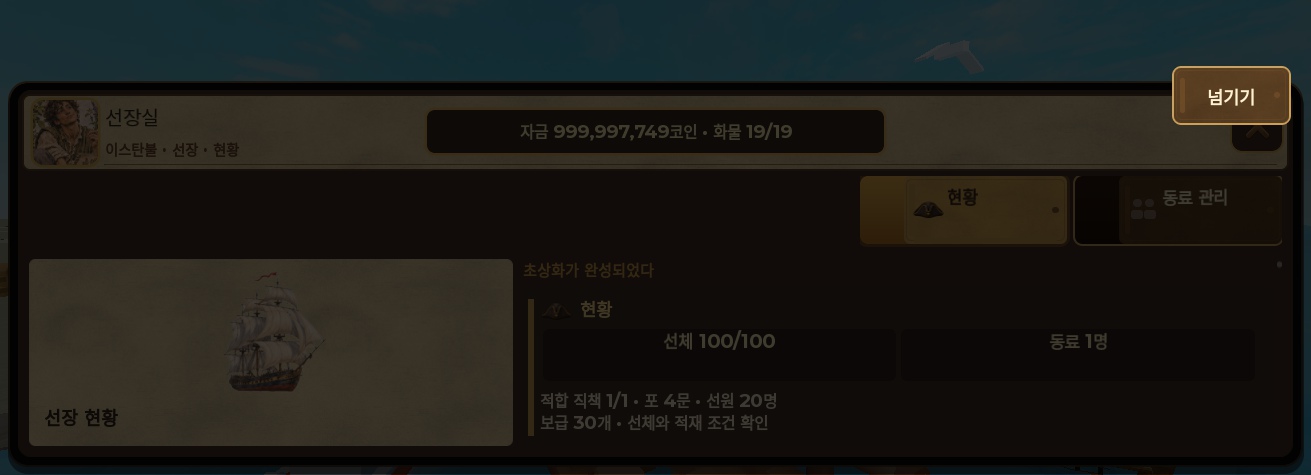 넘기기
선장실
이스탄불 • 선장 • 현황
자금 999,997,749코인 • 화물 19/19
현황
동료 관리
초상화가 완성되었다
현황
선체 100/100
동료 1명
적합 직책 1/1 • 포 4문 • 선원 20명
보급 30개 • 선체와 적재 조건 확인
선장 현황